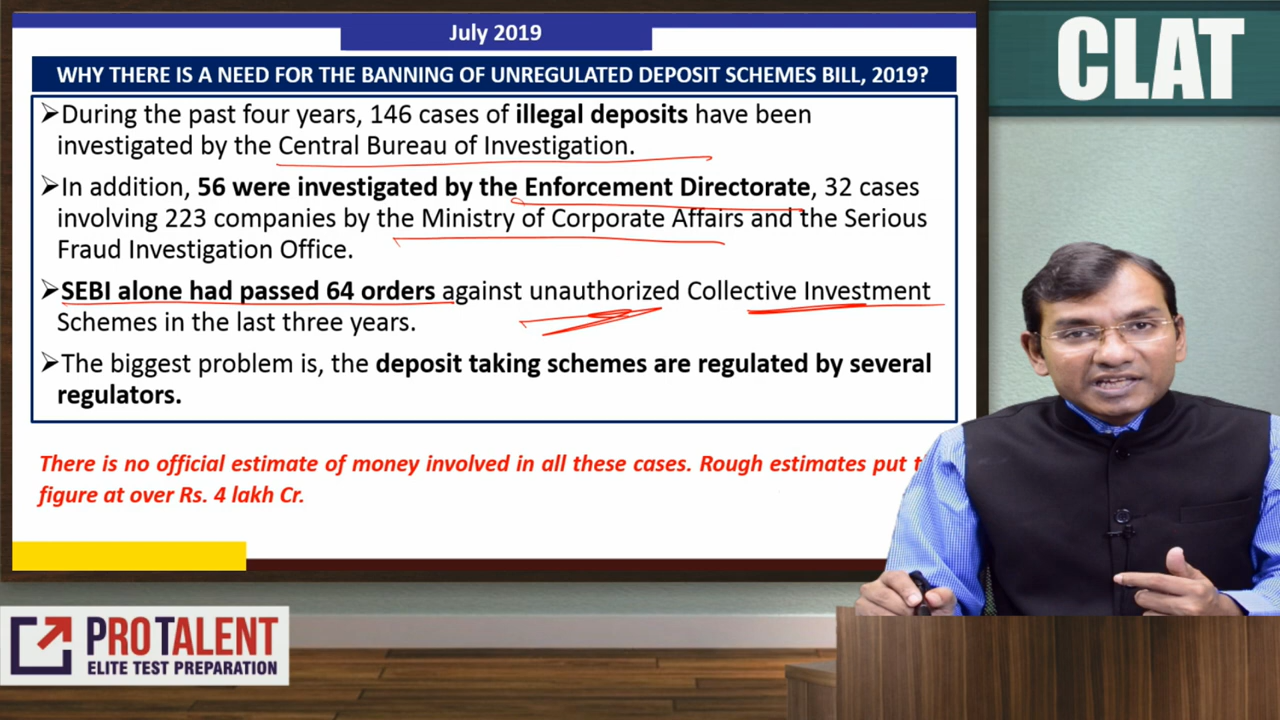 July 2019
CLAT
WHY THERE IS A NEED FOR THE BANNING OF UNREGULATED DEPOSIT SCHEMES BILL, 2019?
➢During the past four years, 146 cases of illegal deposits have been
investigated by the Central Bureau of Investigation.
➢In addition, 56 were investigated by the Enforcement Directorate, 32 cases
involving 223 companies by the Ministry of Corporate Affairs and the Serious
Fraud Investigation Office.
➢SEBI alone had passed 64 orders against unauthorized Collective Investment
Schemes in the last three years.
➢The biggest problem is, the deposit taking schemes are regulated by several
regulators.
There is no official estimate of money involved in all these cases. Rough estimates put
figure at over Rs. 4 lakh Cr.
PROTALENT
ELITE TEST PREPARATION